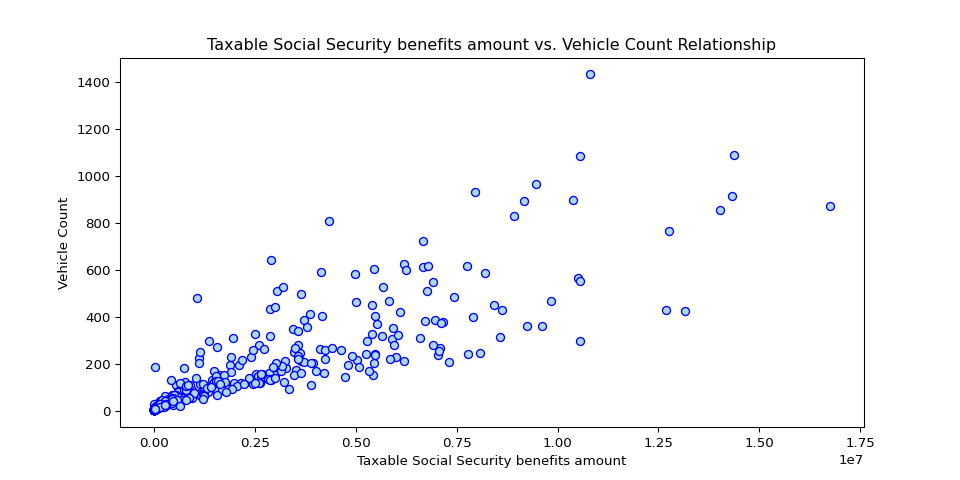 Taxable Social Security benefits amount vs. Vehicle Count Relationship
1400
1200
1000
800
600
400
200
0
Vehicle Count
0.00 0.25 0.50 0.75 1.00 1.25 1.50 1.75
1e7
Taxable Social Security benefits amount